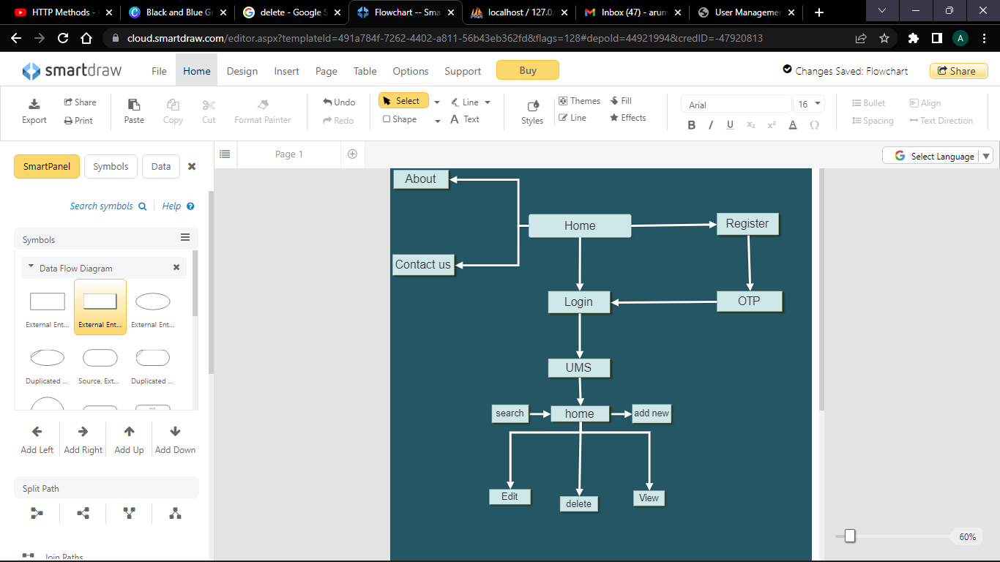 HTTP Methods -
Black and Blue Gr
delete - Google S
Flowchart -- Sma
localhost / 127.0.
Inbox (47) - arun
User Managemen
cloud.smartdraw.com/editor.aspx?templateId=491a784f-7262-4402-a811-56b43eb362fd&flags=128#depoId=44921994&credID=-47920813
A
smartdraw
File Home Design Insert Page Table Options Support Buy
Changes Saved: Flowchart
Share
Export
Share
Print
Paste
Copy
Cut
Format Painter
Undo
Redo
Select
Shape
Line
A Text
Styles
Themes
Line
Fill
Effects
Arial
16
B I U x₂ x² A Ω
Bullet
Spacing
Align
Text Direction
SmartPanel Symbols Data
Page 1
Select Language
Search symbols
Help
Symbols
Data Flow Diagram
External Ent...
External Ent...
External Ent...
Duplicated ...
Source, Ext...
Duplicated ...
Add Left
Add Right
Add Up
Add Down
Split Path
Join Paths
About
Home
Register
Contact us
Login
OTP
UMS
search
home
add new
Edit
delete
View
60%